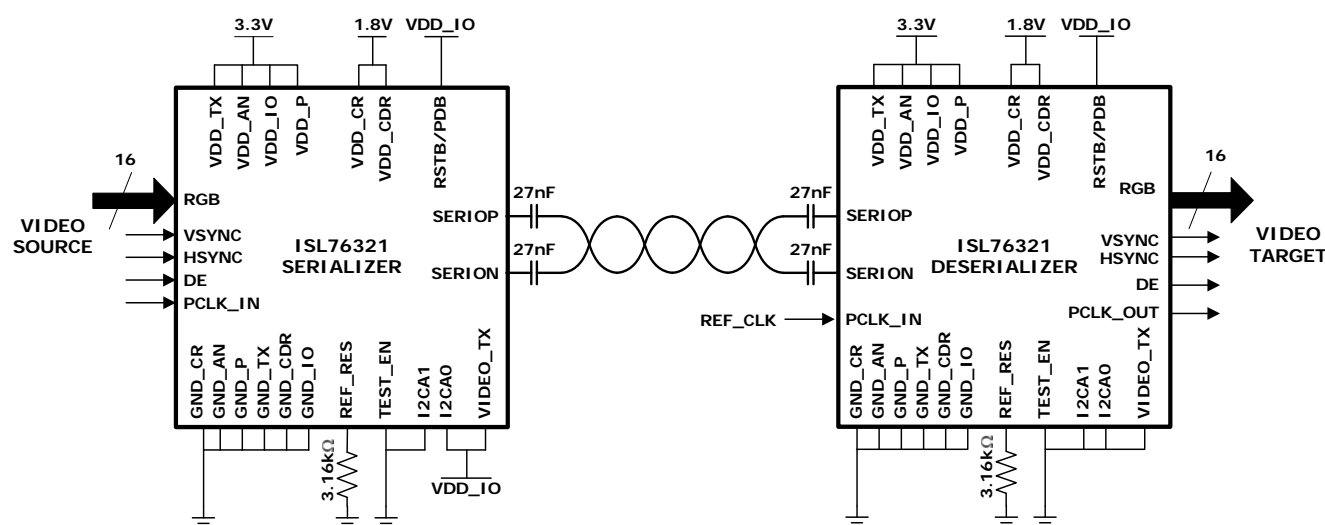 3.3V
1.8V
VDD_IO
VDD_TX
VDD_AN
VDD_IO
VDD_P
VDD_CR
VDD_CDR
RSTB/PDB
16
RGB
VIDEO
SOURCE
VSYNC
HSYNC
DE
PCLK_IN
ISL76321
SERIALIZER
SERIOP
SERION
27nF
27nF
GND_CR
GND_AN
GND_P
GND_TX
GND_CDR
GND_IO
REF_RES
TEST_EN
I2CA1
I2CA0
VIDEO_TX
3.16kΩ
VDD_IO
27nF
27nF
REF_CLK
3.3V
1.8V
VDD_IO
VDD_TX
VDD_AN
VDD_IO
VDD_P
VDD_CR
VDD_CDR
RSTB/PDB
SERIOP
SERION
PCLK_IN
ISL76321
DESERIALIZER
RGB
16
VSYNC
HSYNC
DE
PCLK_OUT
VIDEO
TARGET
GND_CR
GND_AN
GND_P
GND_TX
GND_CDR
GND_IO
REF_RES
TEST_EN
I2CA1
I2CA0
VIDEO_TX
3.16kΩ